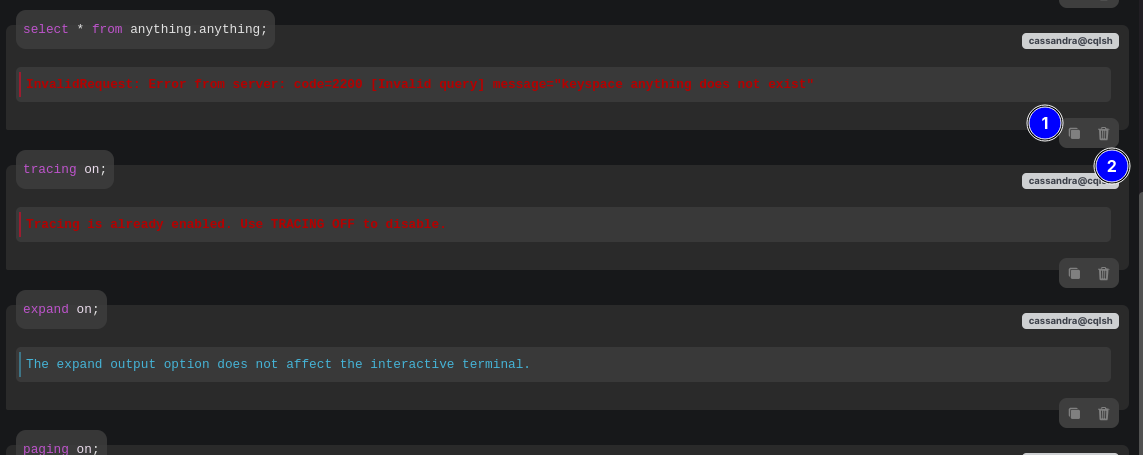 select * from anything.anything;
cassandra@cqlsh
InvalidRequest: Error from server: code=2200 [Invalid query] message="keyspace anything does not exist"
1
2
tracing on;
Tracing is already enabled. Use TRACING OFF to disable.
expand on;
cassandra@cqlsh
The expand output option does not affect the interactive terminal.
paging on;